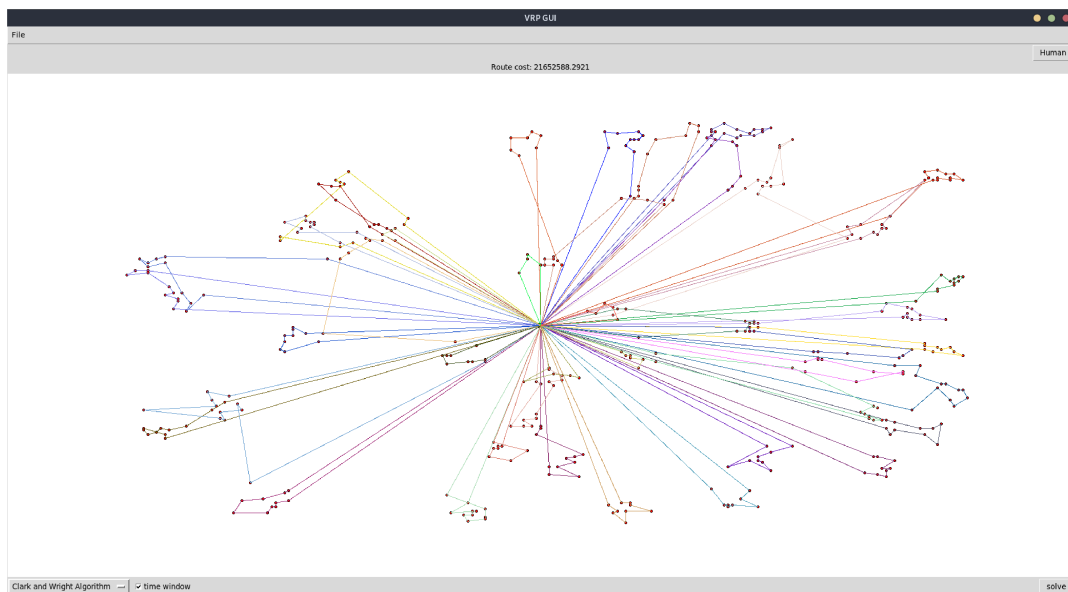 VRP GUI
File
Human
Route cost: 21652588.2921
Clark and Wright Algorithm
time window
solve